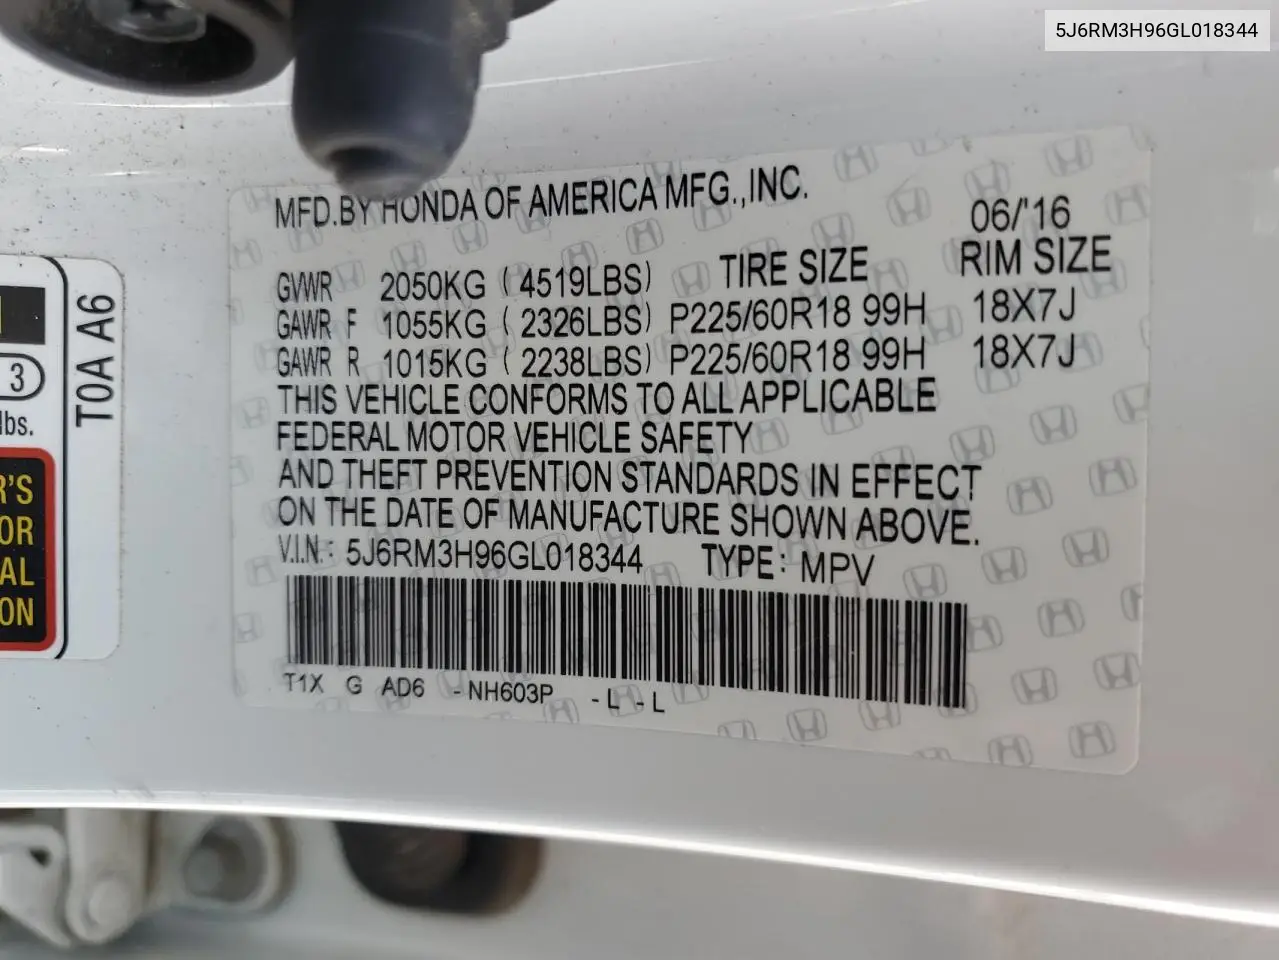 5J6RM3H96GL018344
MFD.BY HONDA OF AMERICA MFG.,INC.
06/'16
TIRE SIZE RIM SIZE
GVWR 2050KG ( 4519LBS)
GAWR F 1055KG ( 2326LBS) P225/60R18 99H 18X7J
GAWR R 1015KG ( 2238LBS) P225/60R18 99H 18X7J
THIS VEHICLE CONFORMS TO ALL APPLICABLE
FEDERAL MOTOR VEHICLE SAFETY
AND THEFT PREVENTION STANDARDS IN EFFECT
ON THE DATE OF MANUFACTURE SHOWN ABOVE.
V.I.N.: 5J6RM3H96GL018344 TYPE: MPV
T1X G AD6 -NH603P -L -L
T0A A6
3
lbs.
R'S
OR
AL
ON